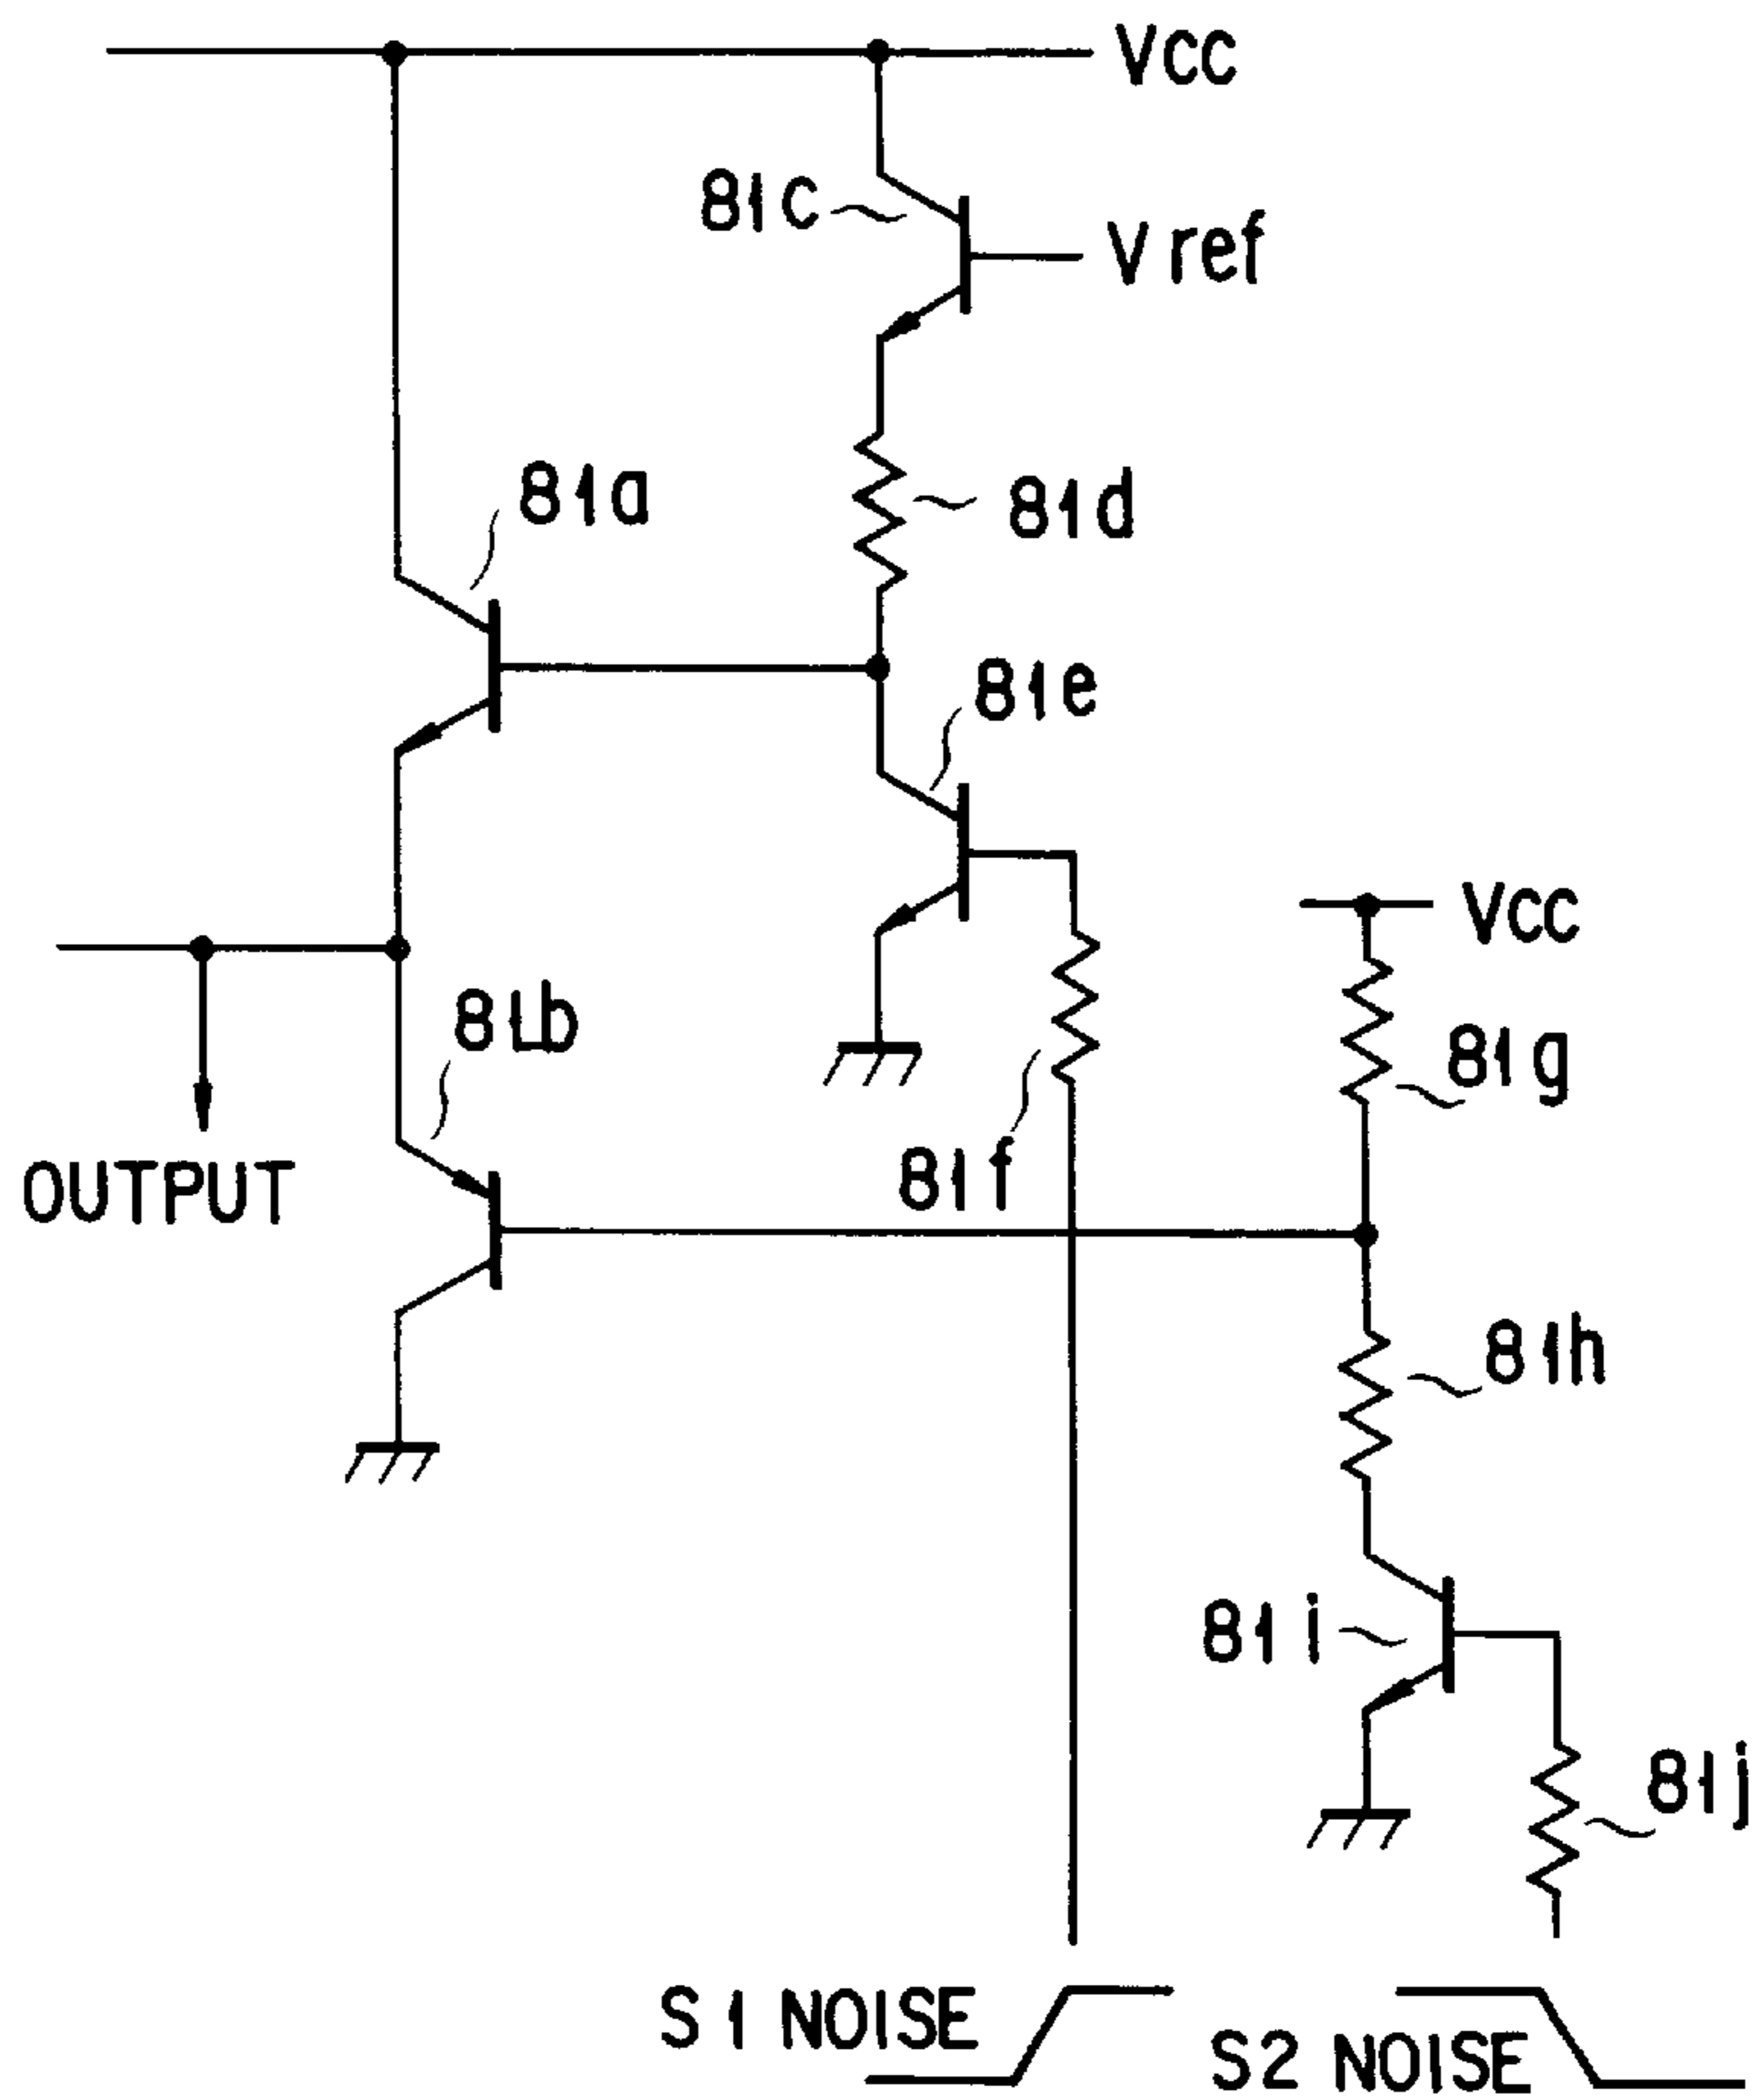 VCC
81c
Vref
81a
81d
81e
VCC
81b
81g
81f
OUTPUT
81h
81i
81j
S1 NOISE
S2 NOISE